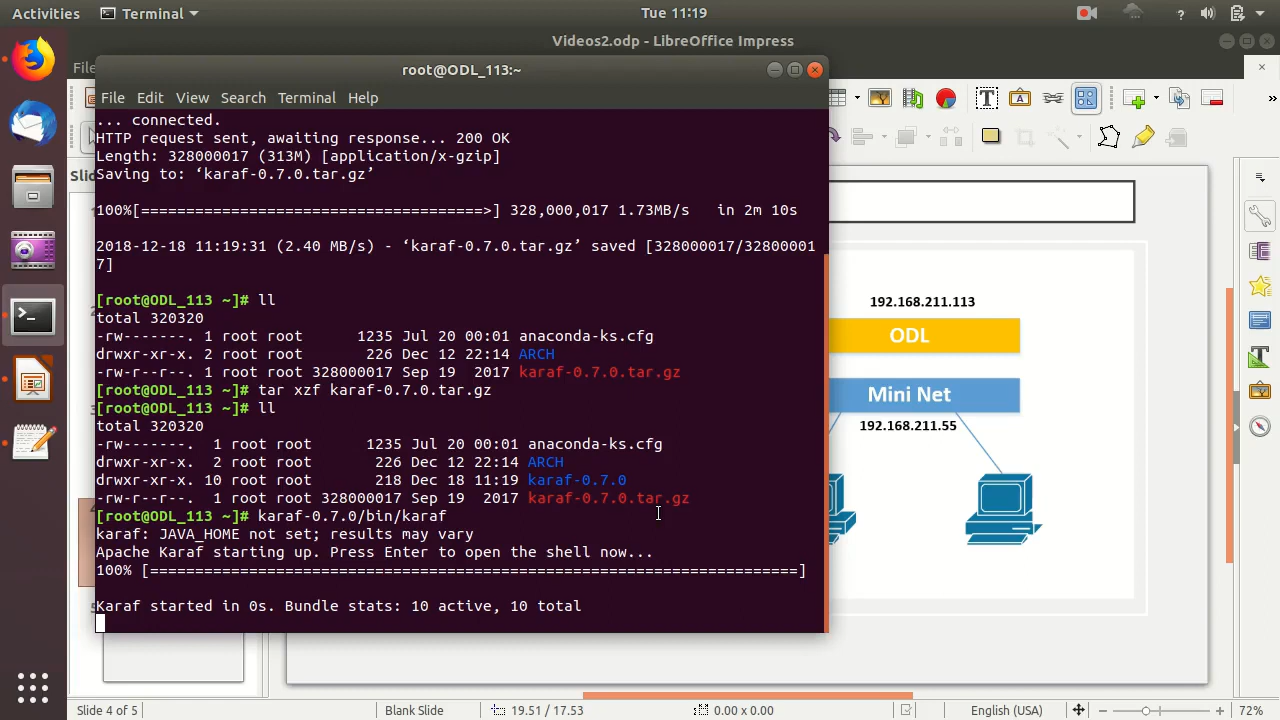 Activities Terminal Tue 11:19 ?
Videos2.odp - LibreOffice Impress
File
root@ODL_113:~
File Edit View Search Terminal Help
... connected.
HTTP request sent, awaiting response... 200 OK
Length: 328000017 (313M) [application/x-gzip]
Saving to: ‘karaf-0.7.0.tar.gz’
100%[======================================>] 328,000,017 1.73MB/s in 2m 10s
2018-12-18 11:19:31 (2.40 MB/s) - ‘karaf-0.7.0.tar.gz’ saved [328000017/32800001
7]
[root@ODL_113 ~]# ll
total 320320
-rw-------. 1 root root 1235 Jul 20 00:01 anaconda-ks.cfg
drwxr-xr-x. 2 root root 226 Dec 12 22:14 ARCH
-rw-r--r--. 1 root root 328000017 Sep 19 2017 karaf-0.7.0.tar.gz
[root@ODL_113 ~]# tar xzf karaf-0.7.0.tar.gz
[root@ODL_113 ~]# ll
total 320320
-rw-------. 1 root root 1235 Jul 20 00:01 anaconda-ks.cfg
drwxr-xr-x. 2 root root 226 Dec 12 22:14 ARCH
drwxr-xr-x. 10 root root 218 Dec 18 11:19 karaf-0.7.0
-rw-r--r--. 1 root root 328000017 Sep 19 2017 karaf-0.7.0.tar.gz
[root@ODL_113 ~]# karaf-0.7.0/bin/karaf
karaf: JAVA_HOME not set; results may vary
Apache Karaf starting up. Press Enter to open the shell now...
100% [========================================================================]
Karaf started in 0s. Bundle stats: 10 active, 10 total
192.168.211.113
ODL
Mini Net
192.168.211.55
Slide 4 of 5 Blank Slide 19.51 / 17.53 0.00 x 0.00 English (USA) 72%